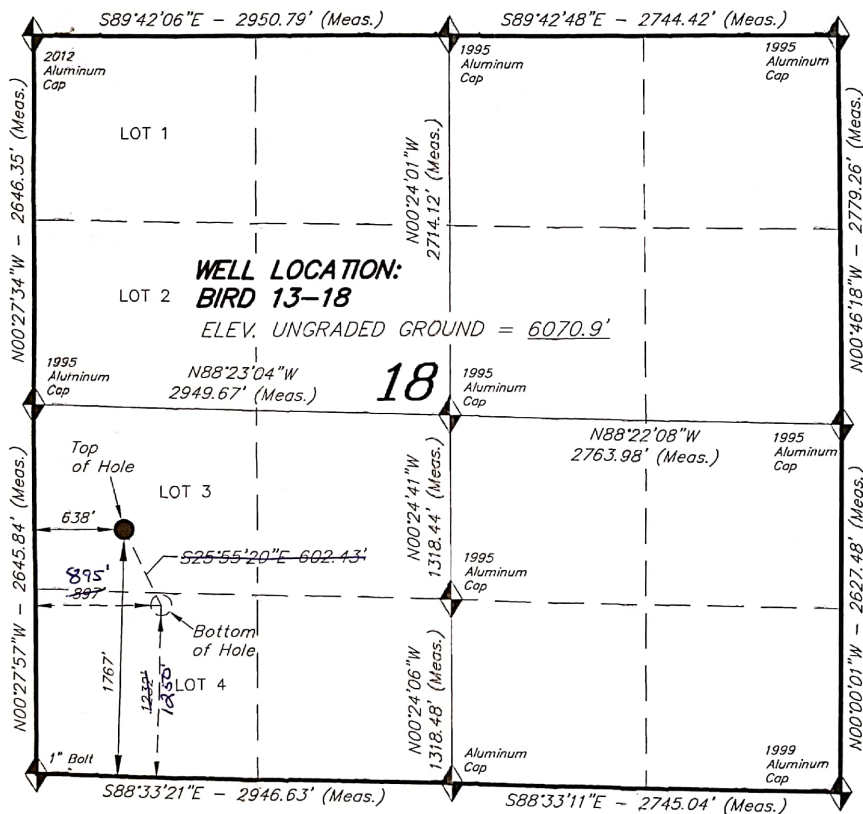 S89°42'06"E - 2950.79' (Meas.)
S89°42'48"E - 2744.42' (Meas.)
2012
Aluminum
Cap
1995
Aluminum
Cap
1995
Aluminum
Cap
N00°27'34"W - 2646.35' (Meas.)
LOT 1
N00°24'01"W
2714.12' (Meas.)
N00°46'18"W - 2779.26' (Meas.)
WELL LOCATION:
BIRD 13-18
LOT 2
ELEV. UNGRADED GROUND = 6070.9'
1995
Aluminum
Cap
N88°23'04"W
2949.67' (Meas.)
18
1995
Aluminum
Cap
N88°22'08"W
2763.98' (Meas.)
1995
Aluminum
Cap
Top
of Hole
LOT 3
638'
S25°55'20"E 602.43'
895'
897'
N00°27'57"W - 2645.84' (Meas.)
N00°24'41"W
1318.44' (Meas.)
1995
Aluminum
Cap
N00°00'01"W - 2627.48' (Meas.)
Bottom
of Hole
1767'
1232'
1250'
LOT 4
N00°24'06"W
1318.48' (Meas.)
1" Bolt
Aluminum
Cap
1999
Aluminum
Cap
S88°33'21"E - 2946.63' (Meas.)
S88°33'11"E - 2745.04' (Meas.)